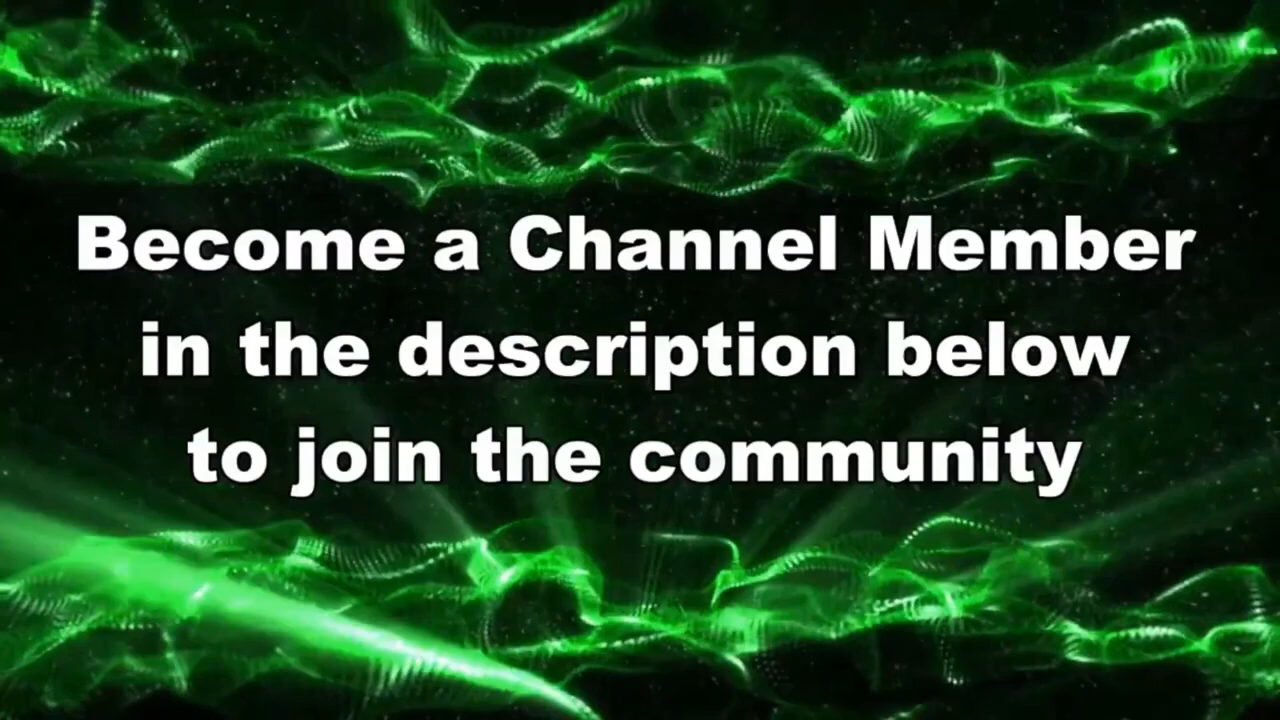 Become a Channel Member
in the description below
to join the community